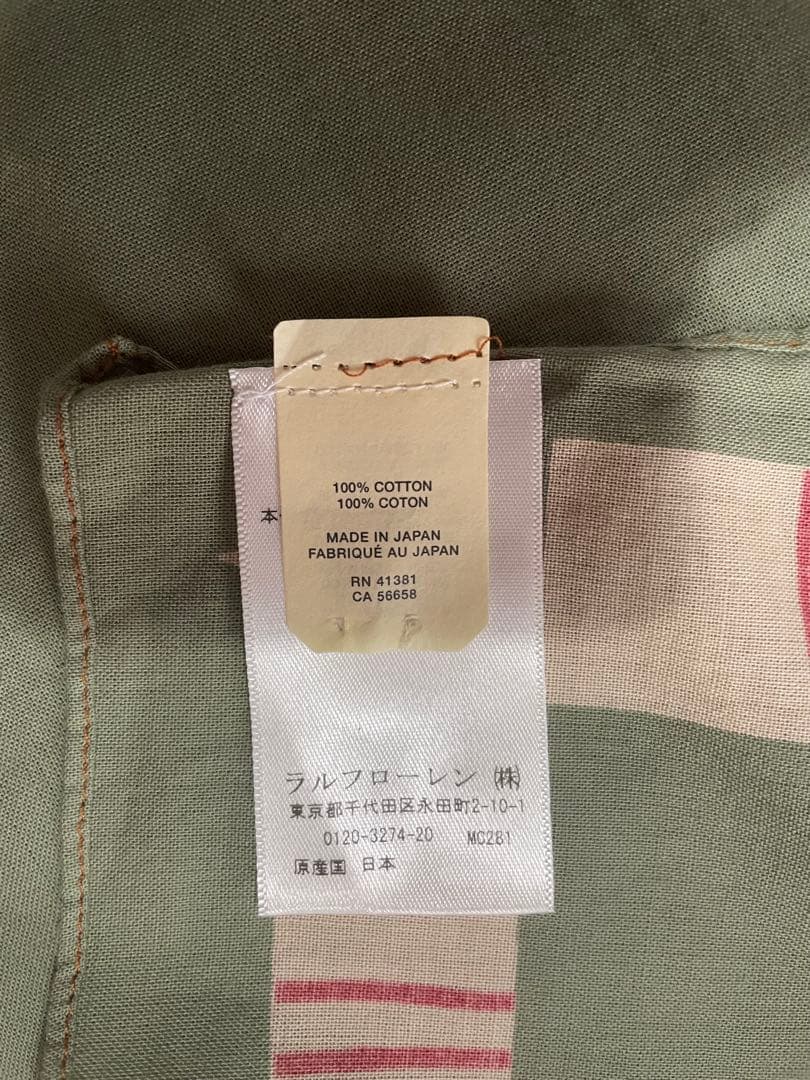 100% COTTON
100% COTON
MADE IN JAPAN
FABRIQUÉ AU JAPAN
RN 41381
CA 56658
本
ラルフローレン ㈱
東京都千代田区永田町2-10-1
0120-3274-20 MC281
原産国 日本